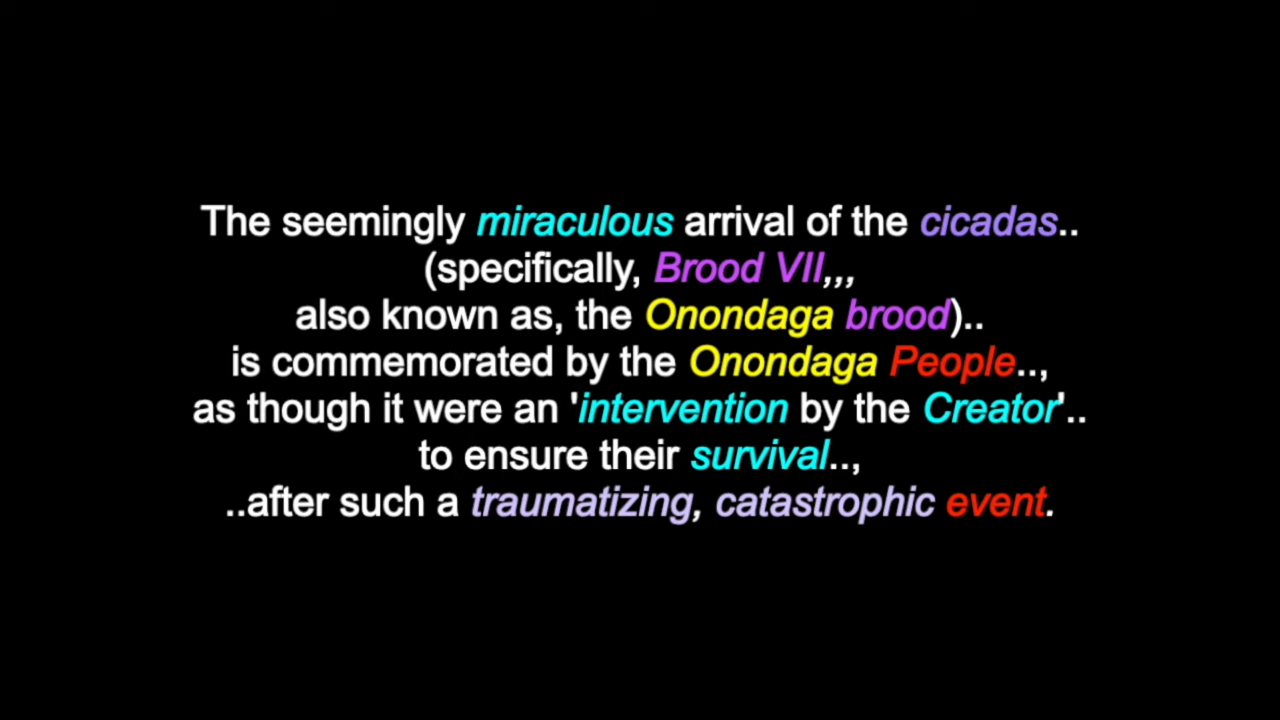 The seemingly miraculous arrival of the cicadas..
(specifically, Brood VII,,,
also known as, the Onondaga brood)..
is commemorated by the Onondaga People..,
as though it were an 'intervention by the Creator'..
to ensure their survival..,
..after such a traumatizing, catastrophic event.